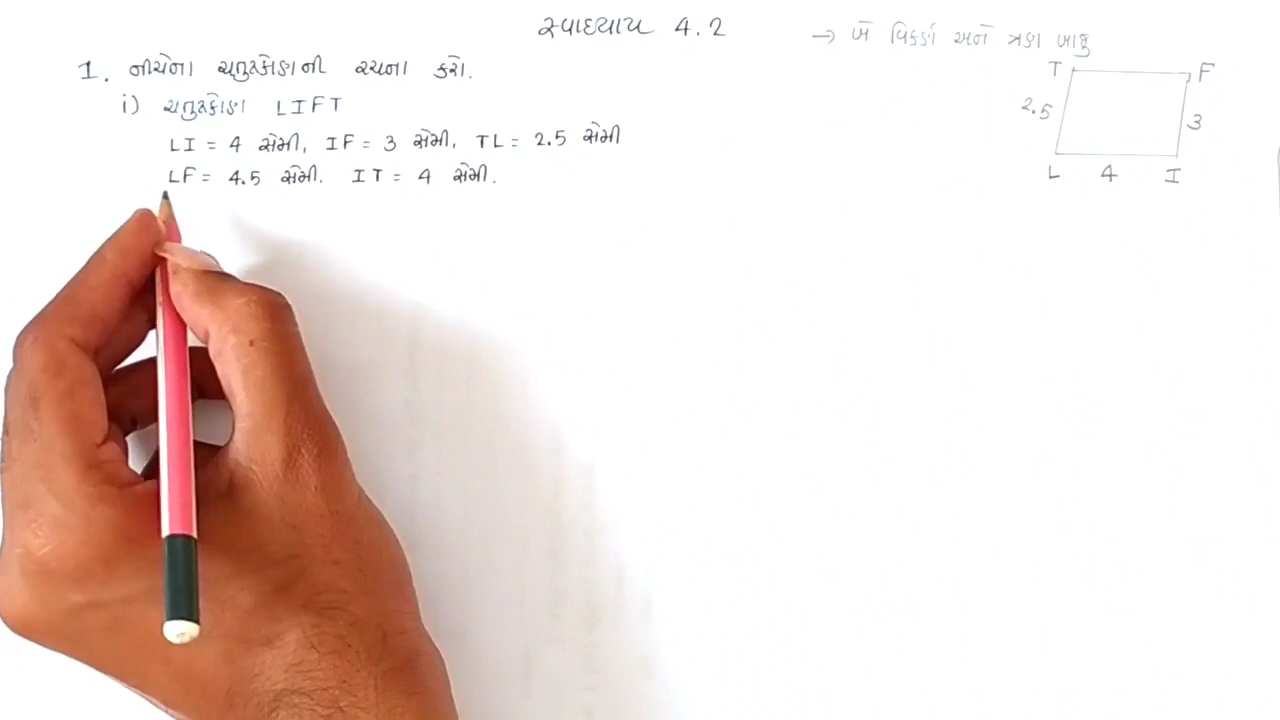 સ્વાધ્યાય 4.2
→ બે વિકર્ણ અને ત્રણ બાજુ
1. નીચેના ચતુષ્કોણની રચના કરો.
i) ચતુષ્કોણ LIFT
LI = 4 સેમી, IF = 3 સેમી, TL = 2.5 સેમી
LF = 4.5 સેમી. IT = 4 સેમી.
T F
2.5 3
L 4 I